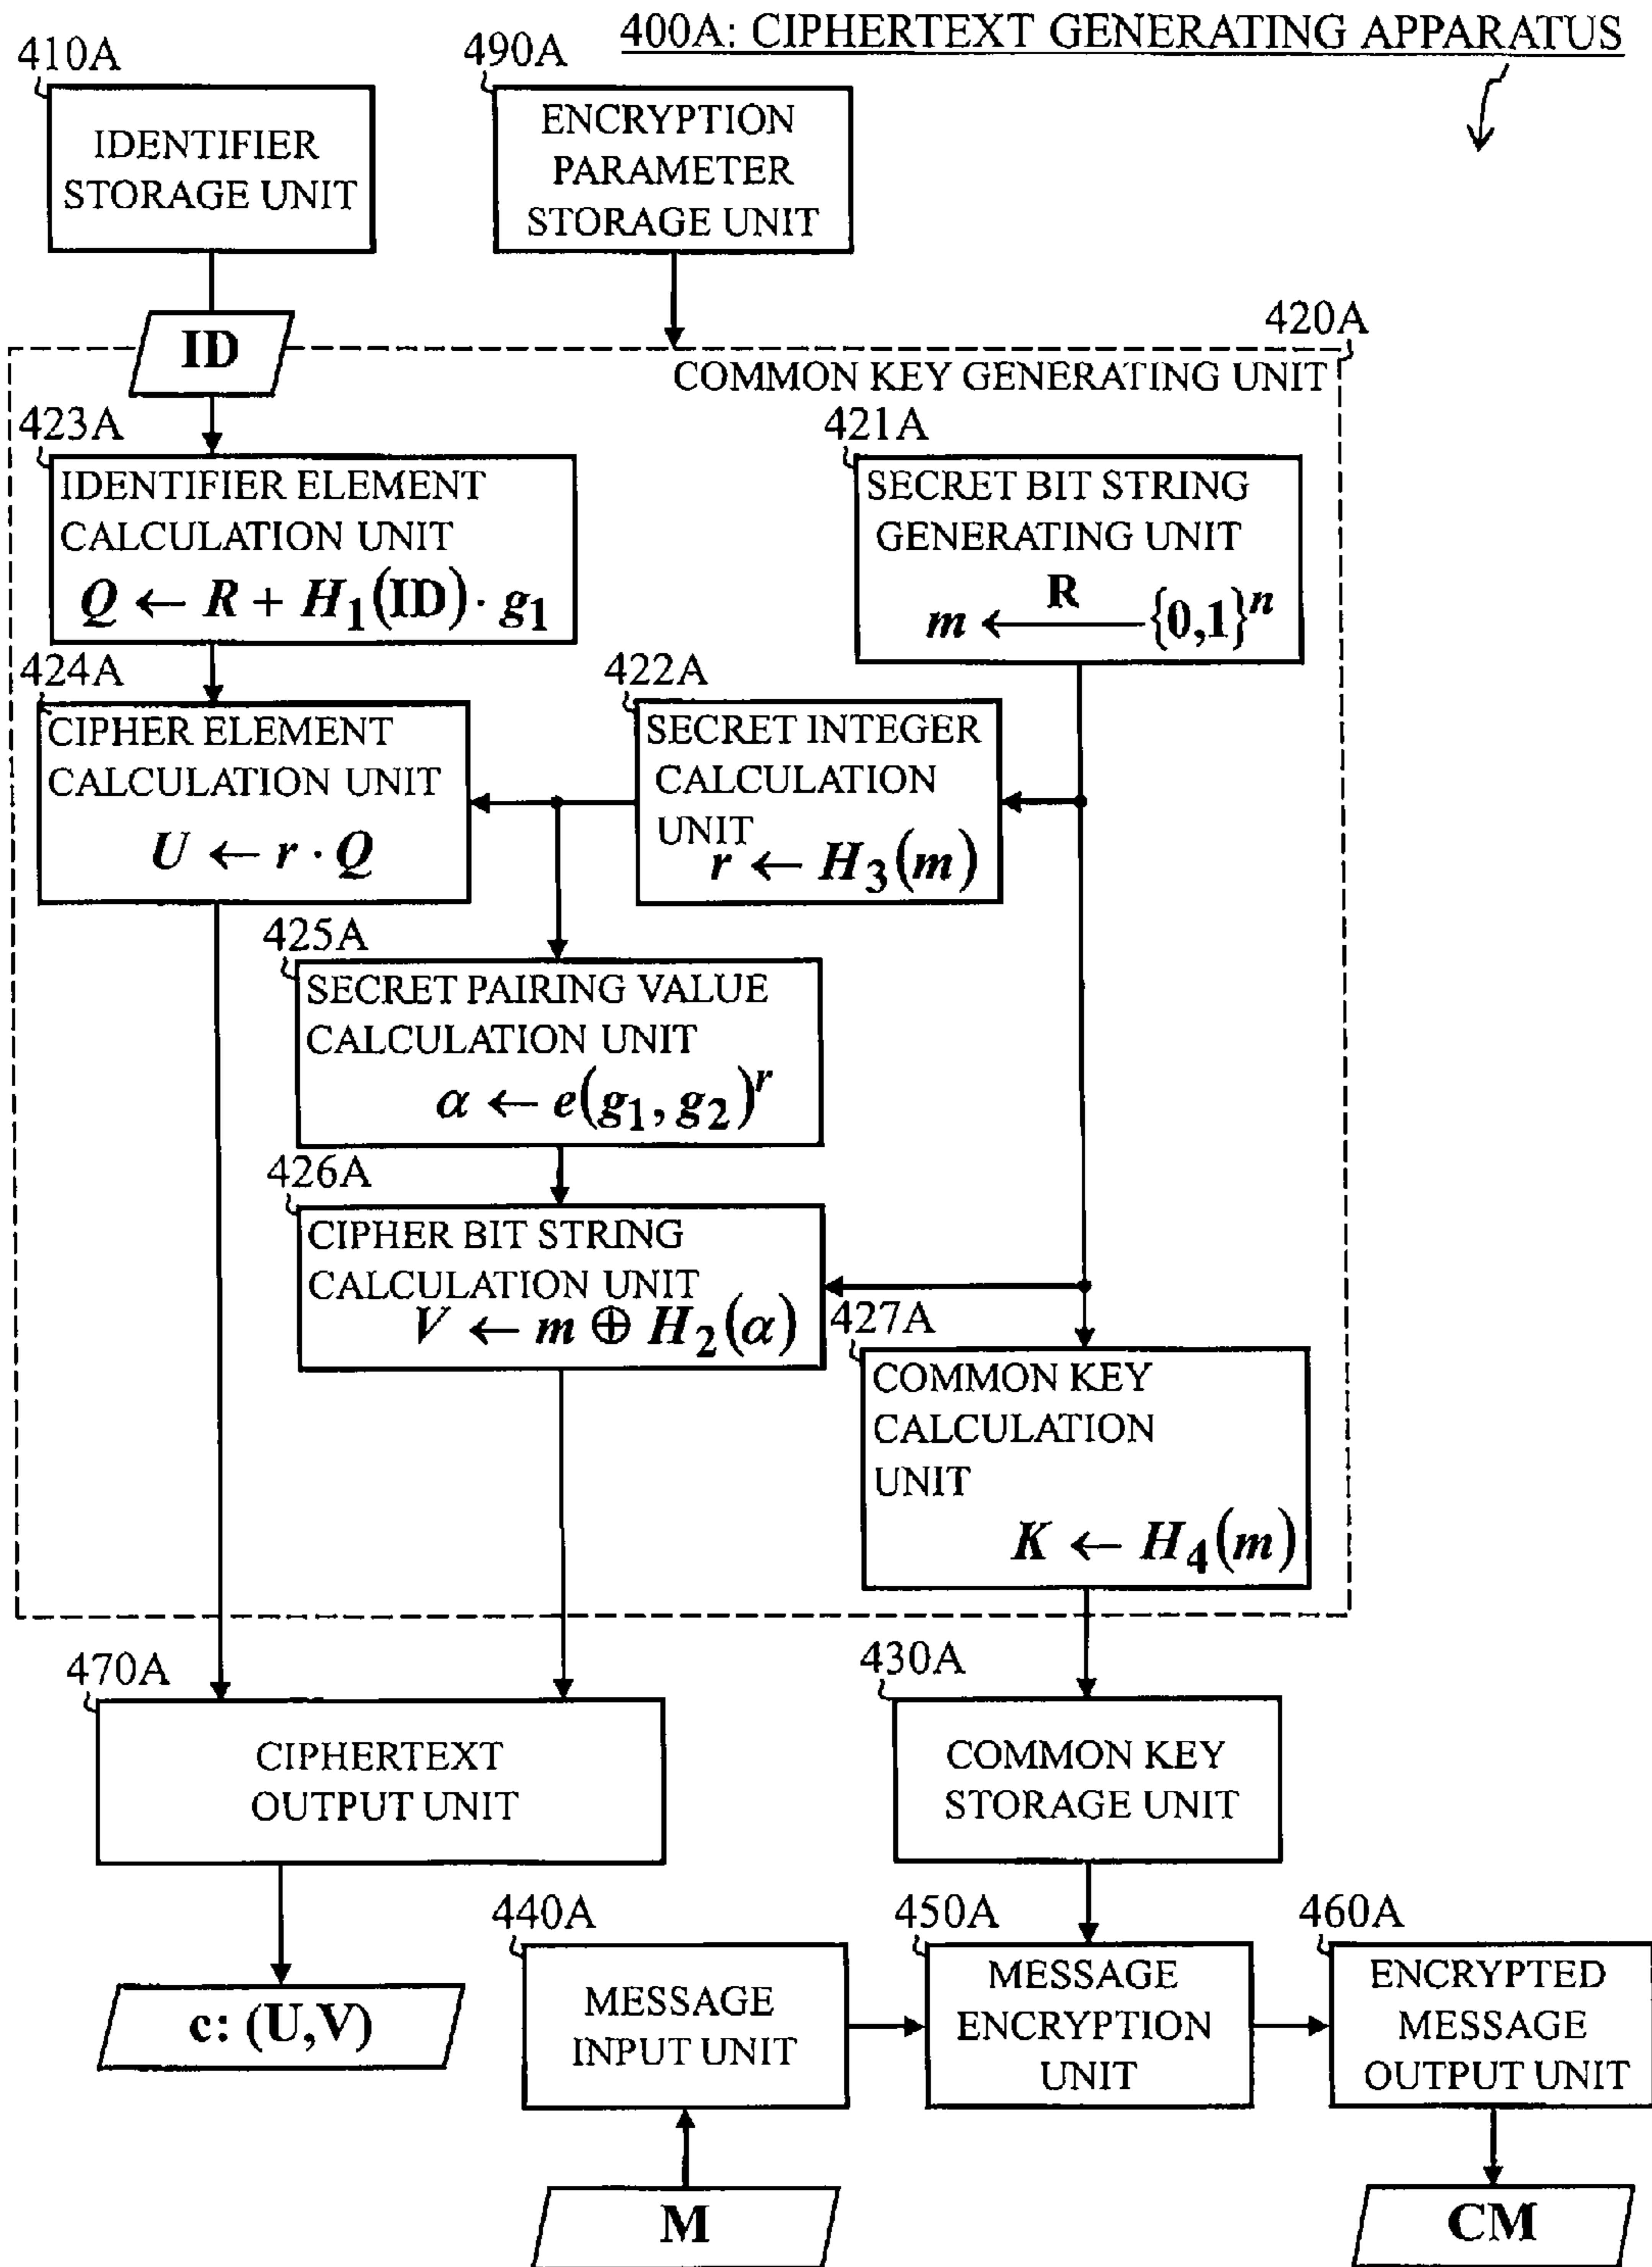 400A: CIPHERTEXT GENERATING APPARATUS
410A
IDENTIFIER
STORAGE UNIT
490A
ENCRYPTION
PARAMETER
STORAGE UNIT
ID
420A
COMMON KEY GENERATING UNIT
423A
IDENTIFIER ELEMENT
CALCULATION UNIT
Q ← R + H₁(ID) · g₁
421A
SECRET BIT STRING
GENERATING UNIT
R
m ← {0,1}ⁿ
424A
CIPHER ELEMENT
CALCULATION UNIT
U ← r · Q
422A
SECRET INTEGER
CALCULATION
UNIT
r ← H₃(m)
425A
SECRET PAIRING VALUE
CALCULATION UNIT
α ← e(g₁, g₂)ʳ
426A
CIPHER BIT STRING
CALCULATION UNIT
V ← m ⊕ H₂(α)
427A
COMMON KEY
CALCULATION
UNIT
K ← H₄(m)
470A
CIPHERTEXT
OUTPUT UNIT
430A
COMMON KEY
STORAGE UNIT
c: (U,V)
440A
MESSAGE
INPUT UNIT
450A
MESSAGE
ENCRYPTION
UNIT
460A
ENCRYPTED
MESSAGE
OUTPUT UNIT
M
CM